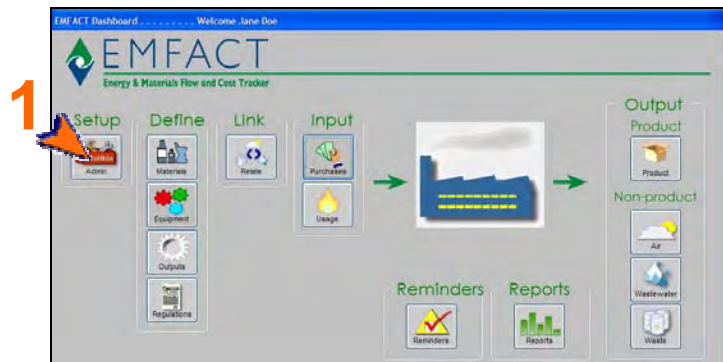 EMFACT Dashboard . . . . . . . . . Welcome Jane Doe
EMFACT
Energy & Materials Flow and Cost Tracker
1
Setup
Define
Link
Input
Output
Product
Admin
Materials
Relate
Purchases
Product
Equipment
Usage
Non-product
Air
Outputs
Wastewater
Regulations
Reminders
Reports
Reminders
Reports
Waste